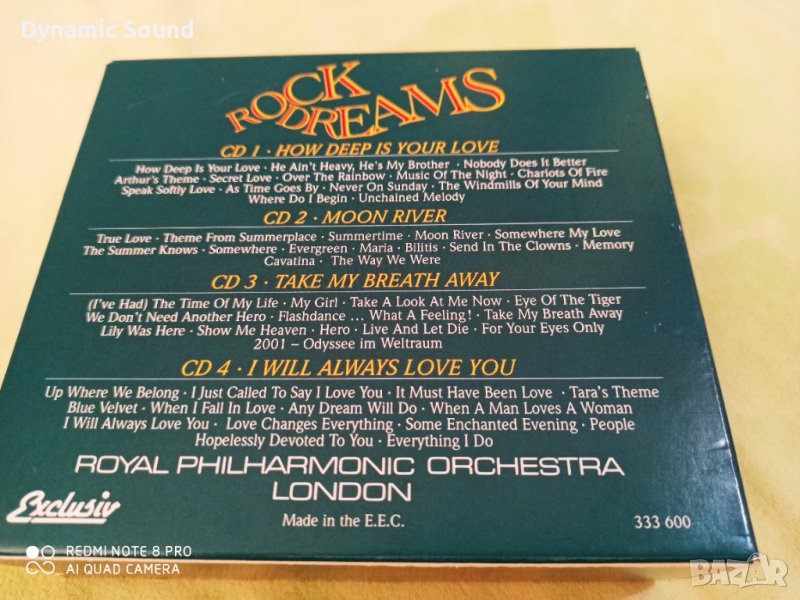 Dynamic Sound
ROCK
DREAMS
CD 1 · HOW DEEP IS YOUR LOVE
How Deep Is Your Love · He Ain't Heavy, He's My Brother · Nobody Does It Better
Arthur's Theme · Secret Love · Over The Rainbow · Music Of The Night · Chariots Of Fire
Speak Softly Love · As Time Goes By · Never On Sunday · The Windmills Of Your Mind
Where Do I Begin · Unchained Melody
CD 2 · MOON RIVER
True Love · Theme From Summerplace · Summertime · Moon River · Somewhere My Love
The Summer Knows · Somewhere · Evergreen · Maria · Bilitis · Send In The Clowns · Memory
Cavatina · The Way We Were
CD 3 · TAKE MY BREATH AWAY
(I've Had) The Time Of My Life · My Girl · Take A Look At Me Now · Eye Of The Tiger
We Don't Need Another Hero · Flashdance ... What A Feeling! · Take My Breath Away
Lily Was Here · Show Me Heaven · Hero · Live And Let Die · For Your Eyes Only
2001 – Odyssee im Weltraum
CD 4 · I WILL ALWAYS LOVE YOU
Up Where We Belong · I Just Called To Say I Love You · It Must Have Been Love · Tara's Theme
Blue Velvet · When I Fall In Love · Any Dream Will Do · When A Man Loves A Woman
I Will Always Love You · Love Changes Everything · Some Enchanted Evening · People
Hopelessly Devoted To You · Everything I Do
ROYAL PHILHARMONIC ORCHESTRA
LONDON
Exclusiv
Made in the E.E.C.
333 600
REDMI NOTE 8 PRO
AI QUAD CAMERA
BAZAR